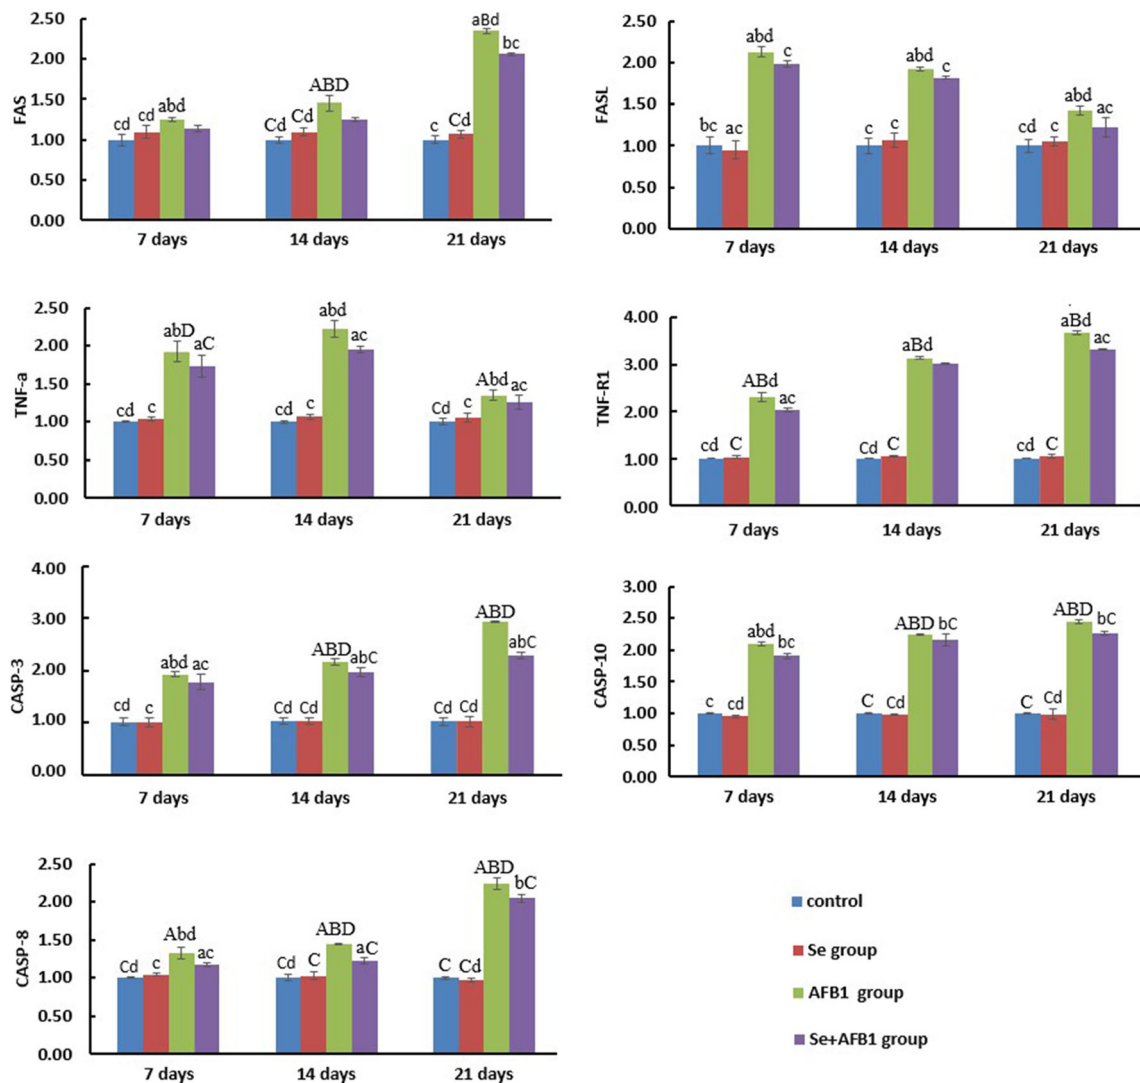 FAS
2.50
2.00
1.50
1.00
0.50
0.00
cd cd abd
Cd Cd ABD
c Cd aBd bc
7 days 14 days 21 days
FASL
2.50
2.00
1.50
1.00
0.50
0.00
bc ac abd c
c c abd c
cd c abd ac
7 days 14 days 21 days
TNF-a
2.50
2.00
1.50
1.00
0.50
0.00
cd c abD aC
cd c abd ac
Cd c Abd ac
7 days 14 days 21 days
TNF-R1
4.00
3.00
2.00
1.00
0.00
cd C ABd ac
Cd C aBd
cd C aBd ac
7 days 14 days 21 days
CASP-3
4.00
3.00
2.00
1.00
0.00
cd c abd ac
Cd Cd ABD abC
Cd Cd ABD abC
7 days 14 days 21 days
CASP-10
3.00
2.50
2.00
1.50
1.00
0.50
0.00
c cd abd bc
C Cd ABD bC
C Cd ABD bC
7 days 14 days 21 days
CASP-8
2.50
2.00
1.50
1.00
0.50
0.00
Cd c Abd ac
Cd C ABD aC
C Cd ABD bC
7 days 14 days 21 days
control
Se group
AFB1 group
Se+AFB1 group